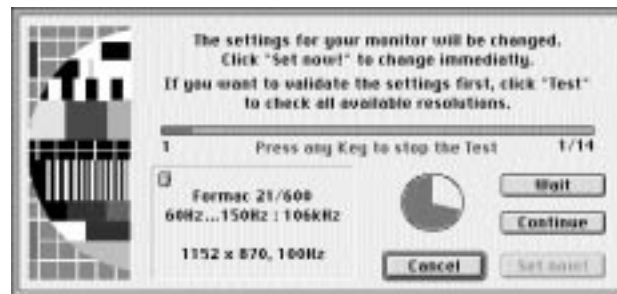 The settings for your monitor will be changed.
Click "Set now!" to change immediatly.
If you want to validate the settings first, click "Test"
to check all available resolutions.
1 Press any Key to stop the Test 1/14
Formac 21/600
60Hz...150Hz : 106kHz
1152 x 870, 100Hz
Wait
Continue
Cancel
Set now!